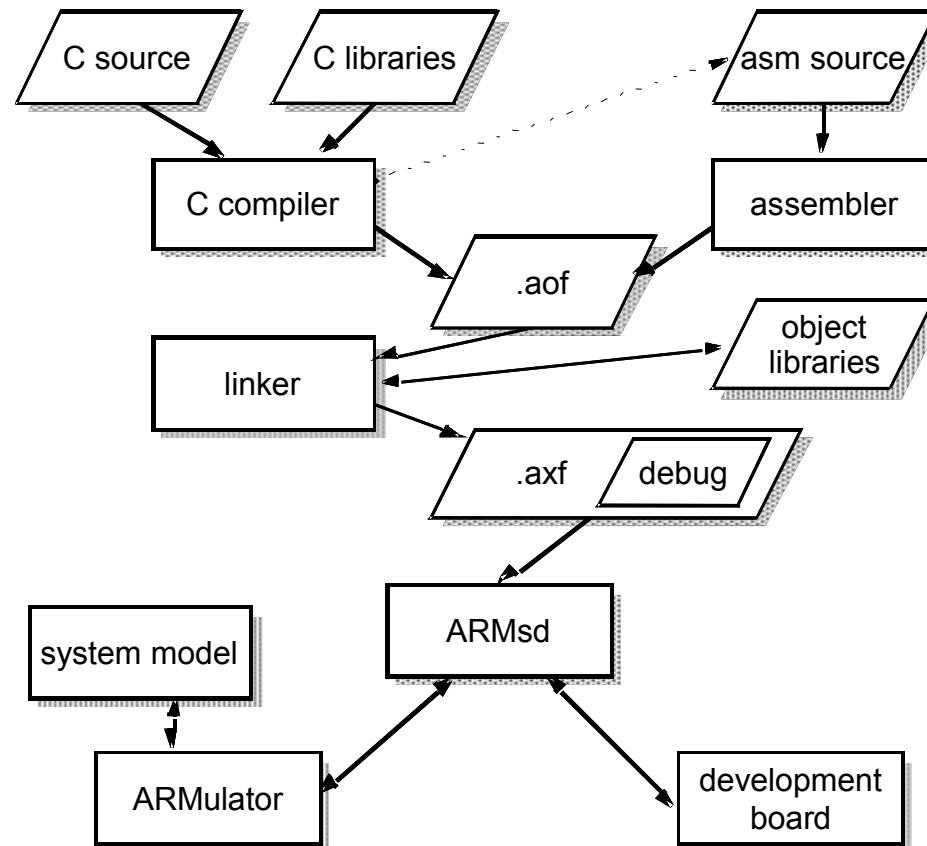 C source
C libraries
asm source
C compiler
assembler
.aof
object
libraries
linker
.axf
debug
ARMsd
system model
ARMulator
development
board